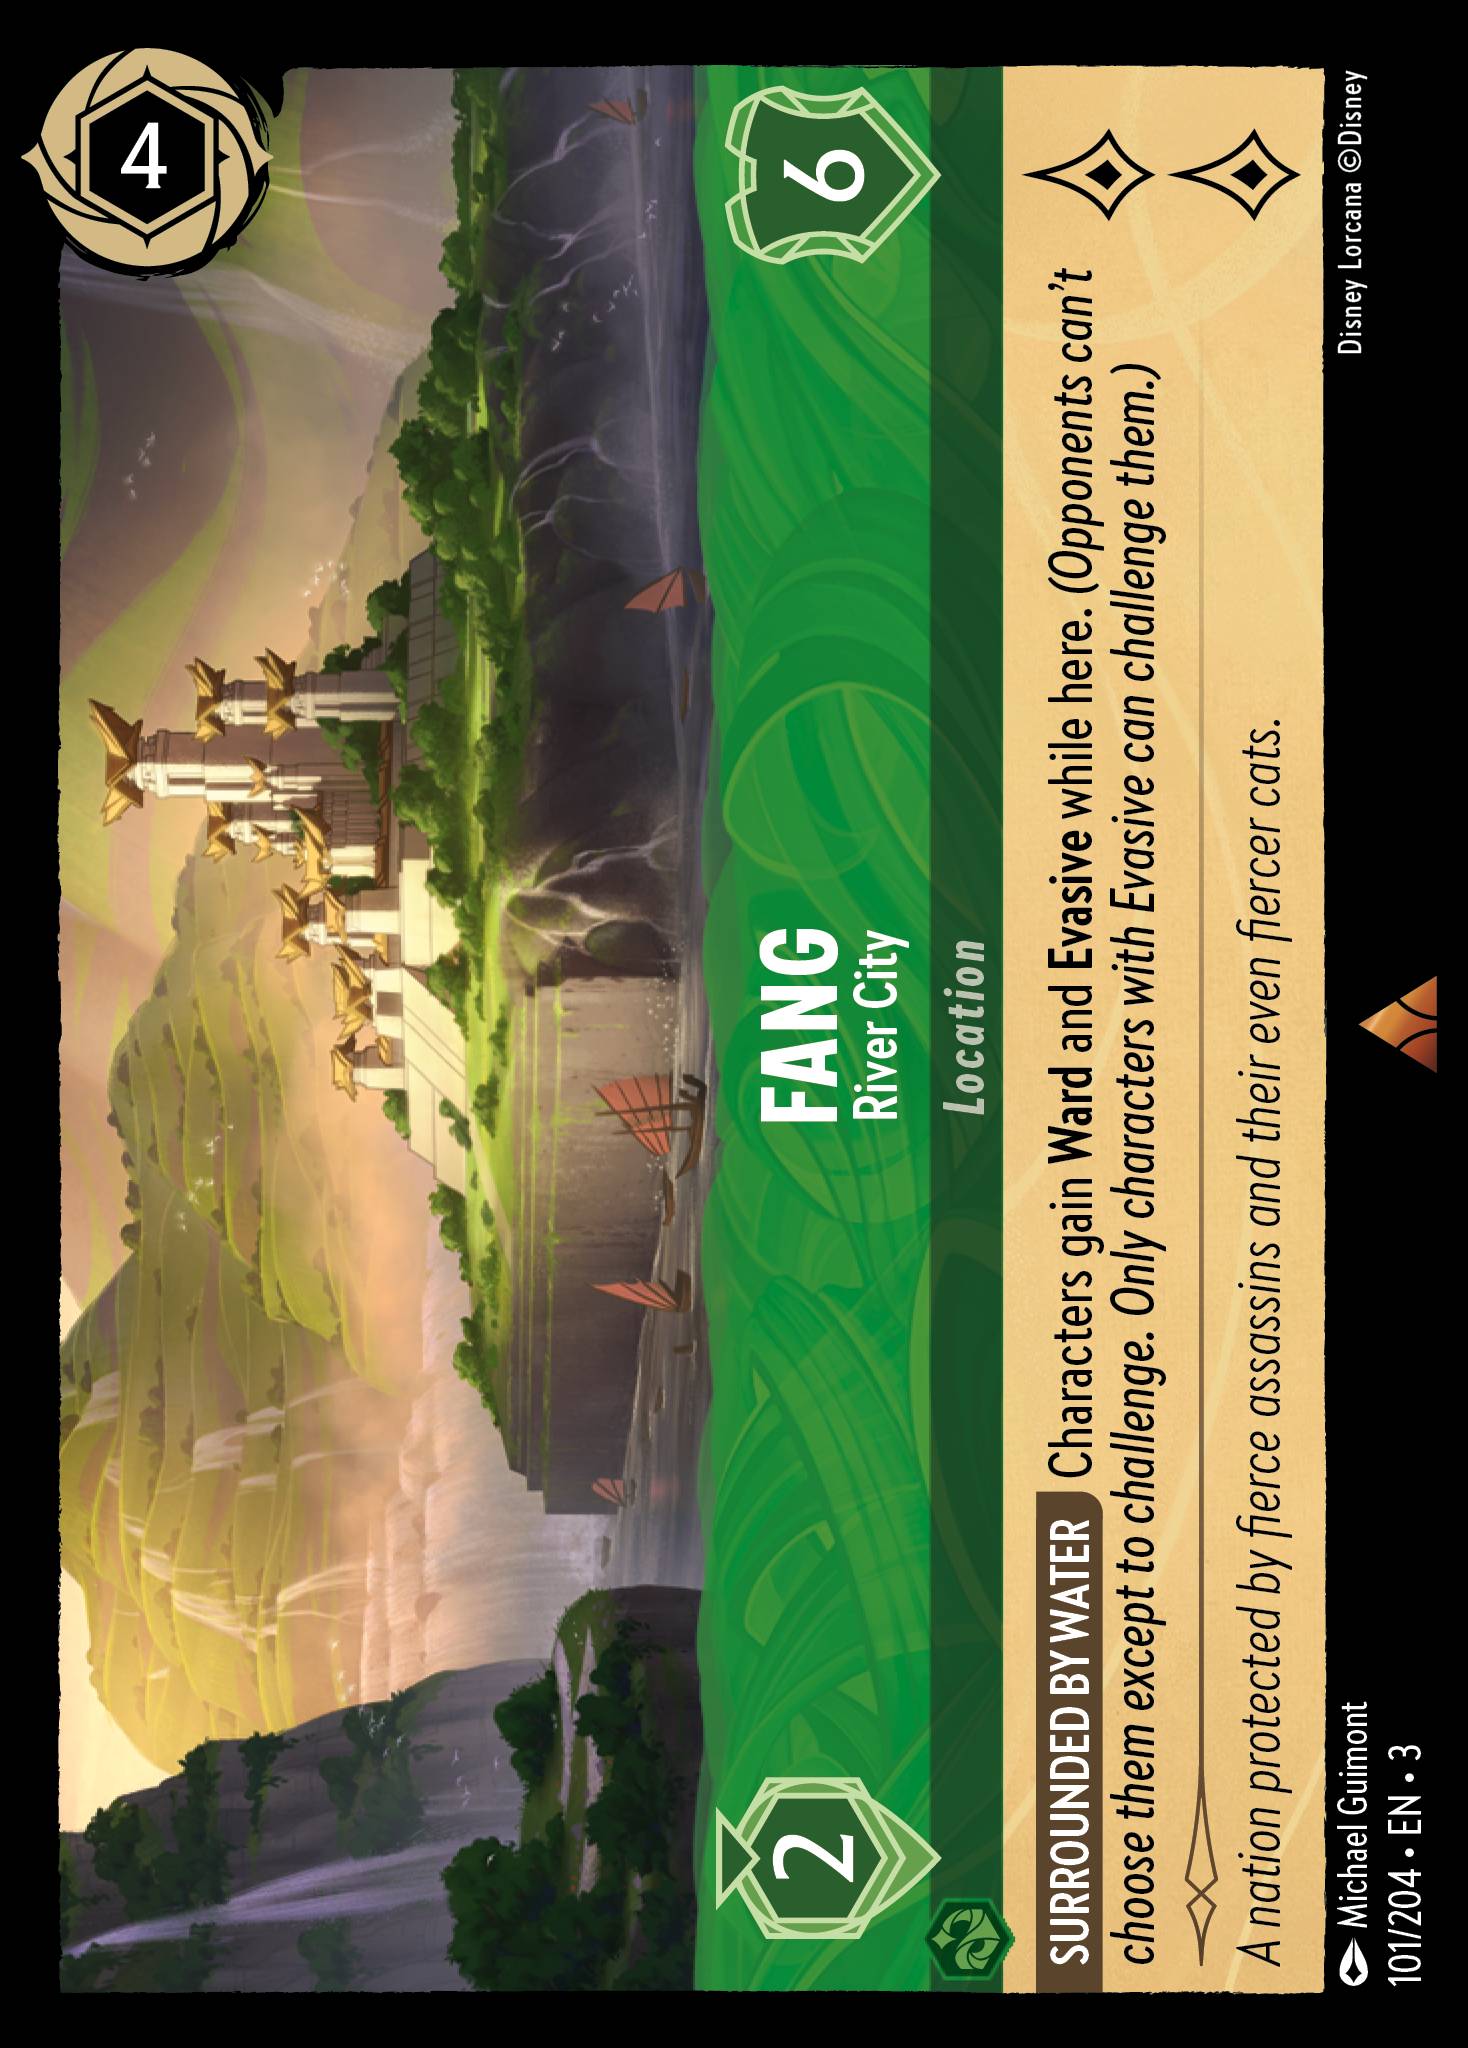 4
FANG
River City
2
6
Location
SURROUNDED BY WATER Characters gain Ward and Evasive while here. (Opponents can't
choose them except to challenge. Only characters with Evasive can challenge them.)
A nation protected by fierce assassins and their even fiercer cats.
Michael Guimont
Disney Lorcana ©Disney
101/204 • EN • 3